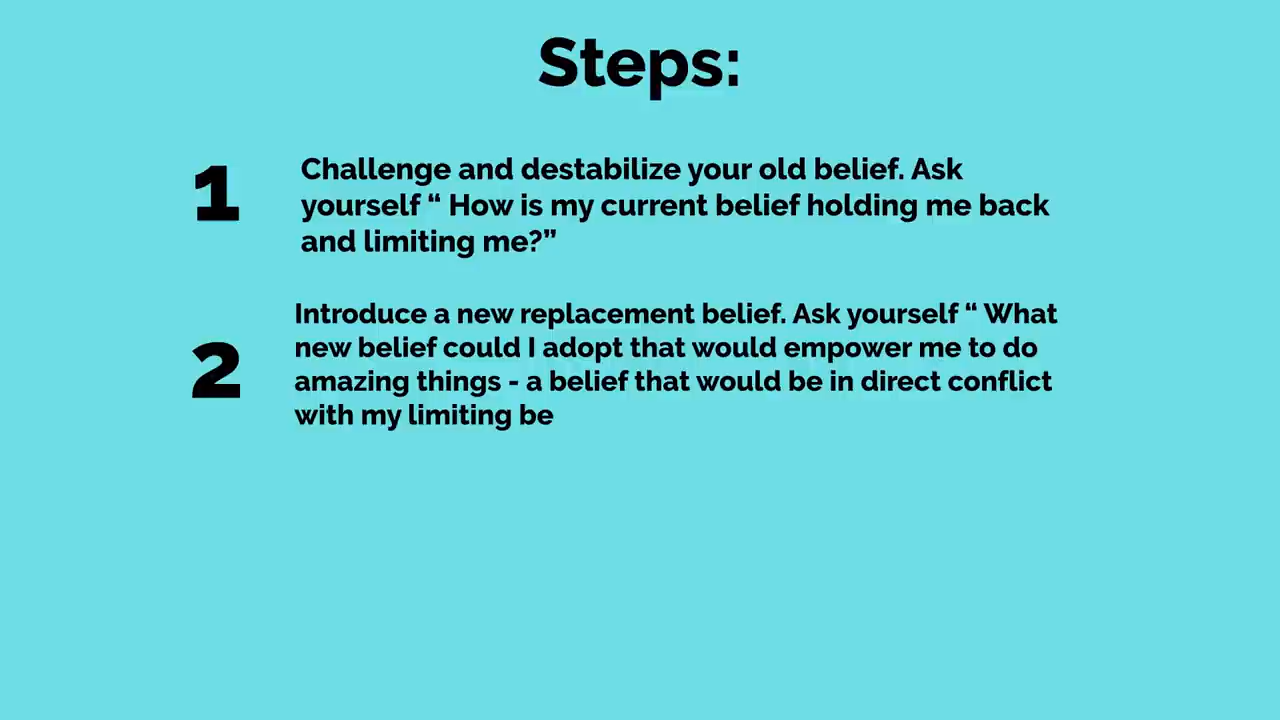 Steps:
1
Challenge and destabilize your old belief. Ask
yourself “ How is my current belief holding me back
and limiting me?”
2
Introduce a new replacement belief. Ask yourself “ What
new belief could I adopt that would empower me to do
amazing things - a belief that would be in direct conflict
with my limiting be